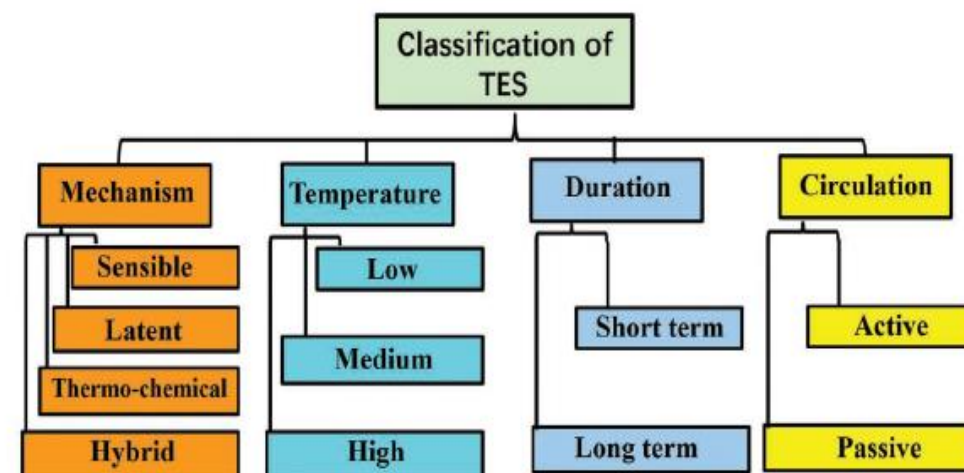 Classification of
TES
Mechanism
Temperature
Duration
Circulation
Sensible
Low
Latent
Short term
Active
Medium
Thermo-chemical
Hybrid
High
Long term
Passive